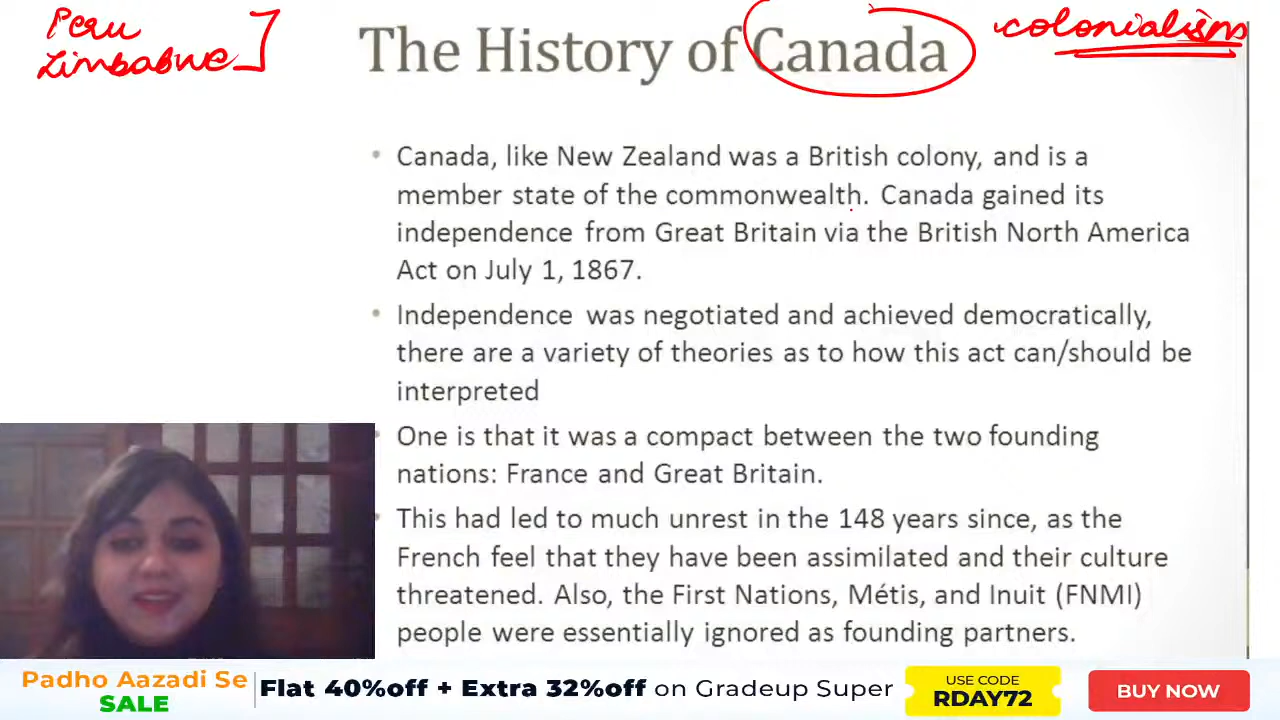 Peru
Zimbabwe
The History of Canada
colonialism
• Canada, like New Zealand was a British colony, and is a
member state of the commonwealth. Canada gained its
independence from Great Britain via the British North America
Act on July 1, 1867.
• Independence was negotiated and achieved democratically,
there are a variety of theories as to how this act can/should be
interpreted
• One is that it was a compact between the two founding
nations: France and Great Britain.
• This had led to much unrest in the 148 years since, as the
French feel that they have been assimilated and their culture
threatened. Also, the First Nations, Métis, and Inuit (FNMI)
people were essentially ignored as founding partners.
Padho Aazadi Se
SALE
Flat 40%off + Extra 32%off on Gradeup Super
USE CODE
RDAY72
BUY NOW